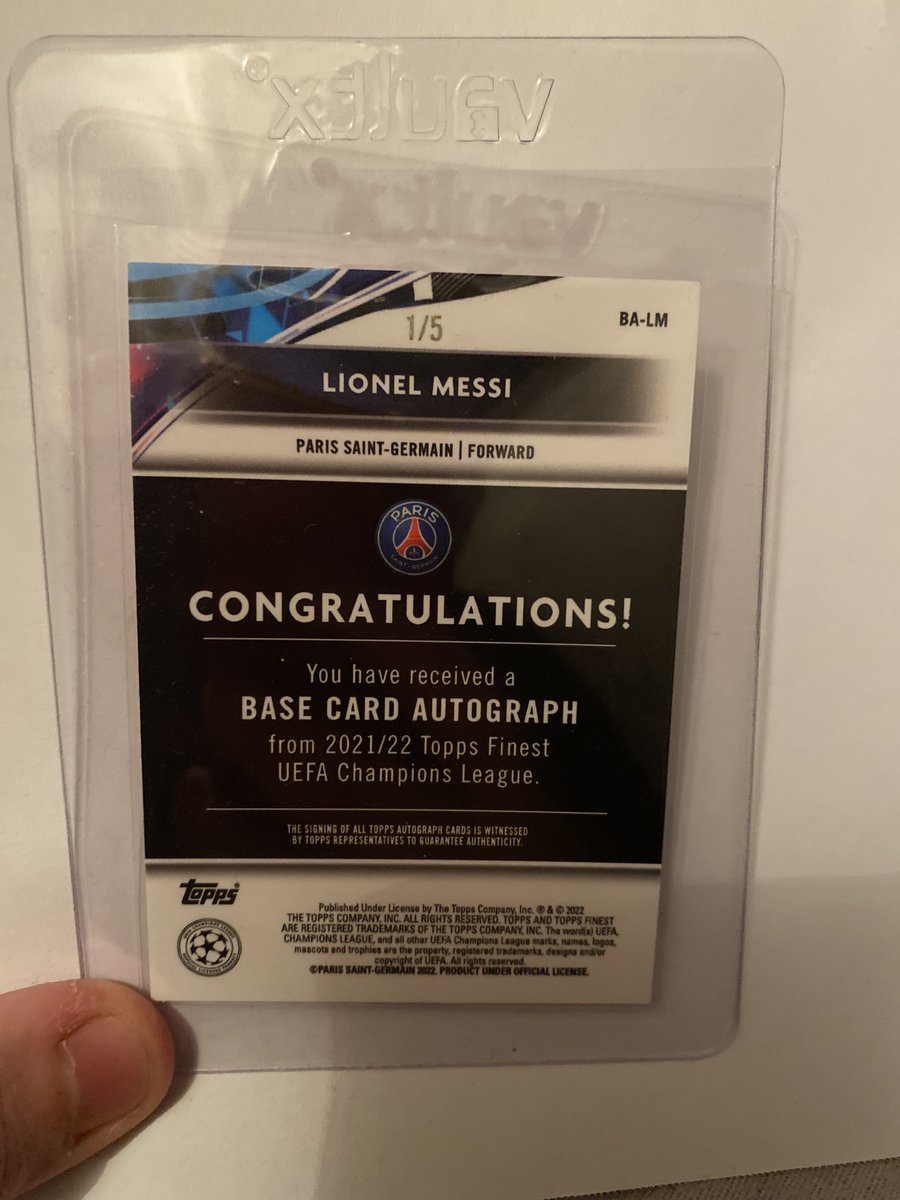 vaultx®
vaultx
1/5
BA-LM
LIONEL MESSI
PARIS SAINT-GERMAIN | FORWARD
PARIS
SAINT-GERMAIN
CONGRATULATIONS!
You have received a
BASE CARD AUTOGRAPH
from 2021/22 Topps Finest
UEFA Champions League.
THE SIGNING OF ALL TOPPS AUTOGRAPH CARDS IS WITNESSED
BY TOPPS REPRESENTATIVES TO GUARANTEE AUTHENTICITY.
topps®
Published Under License by The Topps Company, Inc. ® & © 2022
THE TOPPS COMPANY, INC. ALL RIGHTS RESERVED. TOPPS AND TOPPS FINEST
ARE REGISTERED TRADEMARKS OF THE TOPPS COMPANY, INC. The word(s) UEFA,
CHAMPIONS LEAGUE, and all other UEFA Champions League marks, names, logos,
mascots and trophies are the property, registered trademarks, designs and/or
copyright of UEFA. All rights reserved.
©PARIS SAINT-GERMAIN 2022. PRODUCT UNDER OFFICIAL LICENSE.